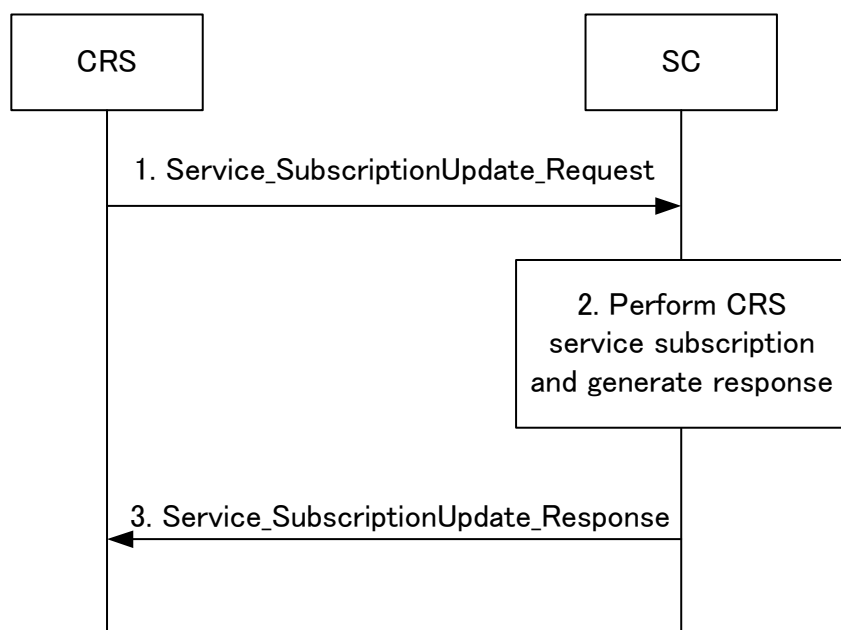 CRS
SC
1. Service_SubscriptionUpdate_Request
2. Perform CRS
service subscription
and generate response
3. Service_SubscriptionUpdate_Response